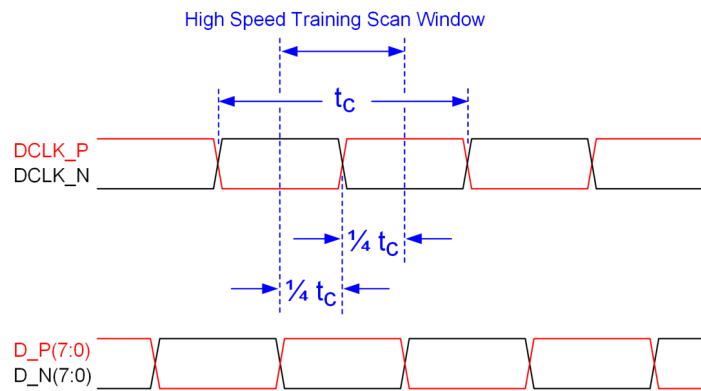 High Speed Training Scan Window
tc
DCLK_P
DCLK_N
¼ tc
¼ tc
D_P(7:0)
D_N(7:0)